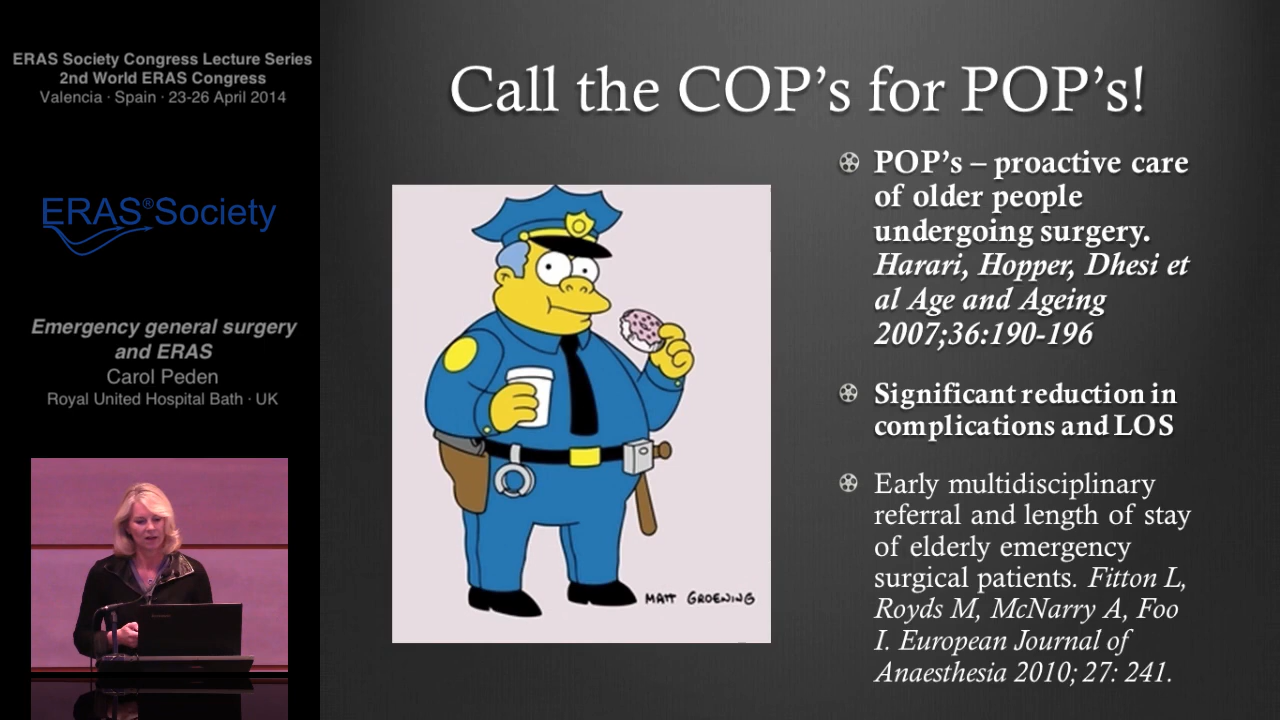 ERAS Society Congress Lecture Series
2nd World ERAS Congress
Valencia · Spain · 23-26 April 2014
ERAS®Society
Emergency general surgery
and ERAS
Carol Peden
Royal United Hospital Bath · UK
Call the COP’s for POP’s!
POP’s – proactive care
of older people
undergoing surgery.
Harari, Hopper, Dhesi et
al Age and Ageing
2007;36:190-196
Significant reduction in
complications and LOS
Early multidisciplinary
referral and length of stay
of elderly emergency
surgical patients. Fitton L,
Royds M, McNarry A, Foo
I. European Journal of
Anaesthesia 2010; 27: 241.
MATT GROENING